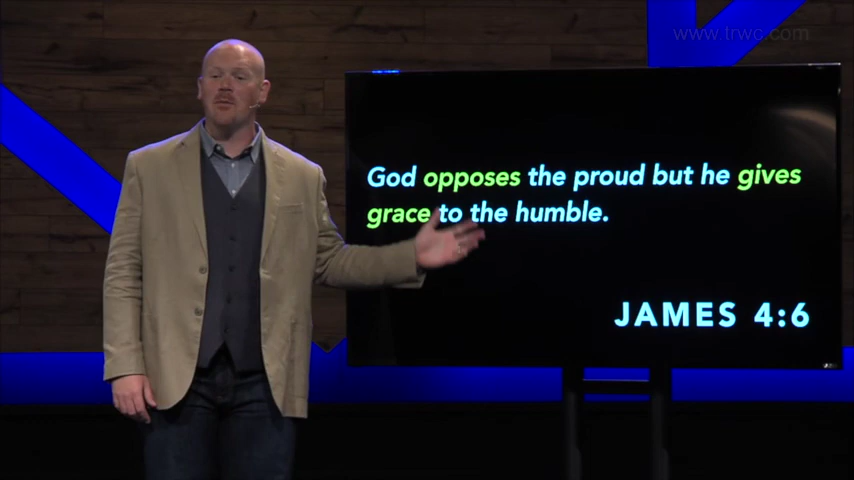 www.trwc.com
God opposes the proud but he gives
grace to the humble.
JAMES 4:6